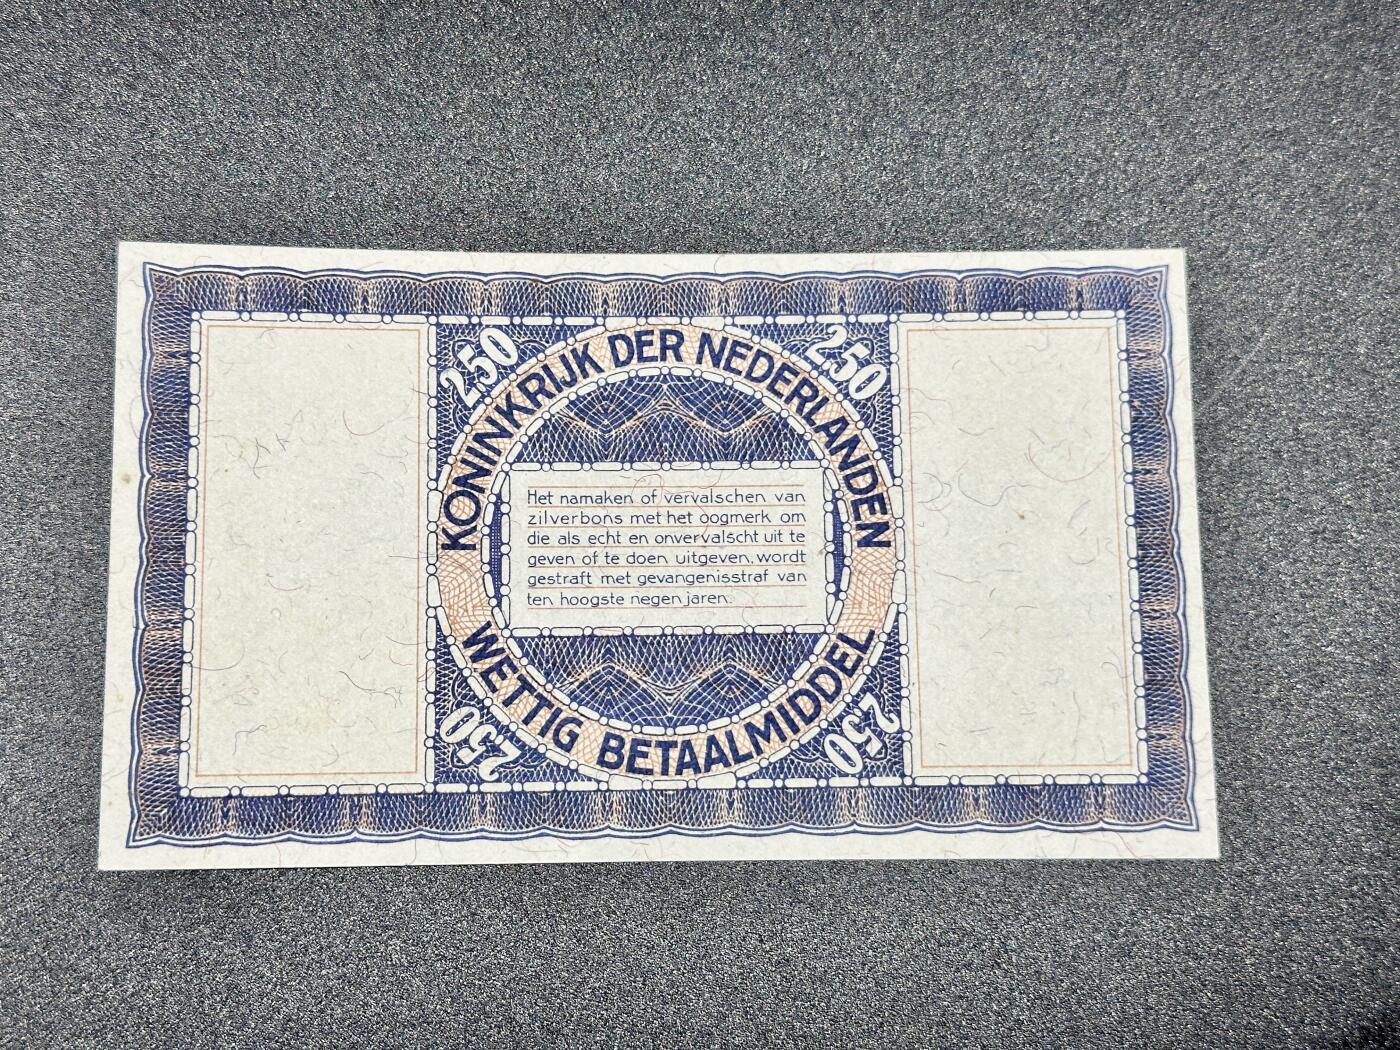 KONINKRIJK DER NEDERLANDEN
250
250
Het namaken of vervalschen van
zilverbons met het oogmerk om
die als echt en onvervalscht uit te
geven of te doen uitgeven, wordt
gestraft met gevangenisstraf van
ten hoogste negen jaren.
250
250
WETTIG BETAALMIDDEL